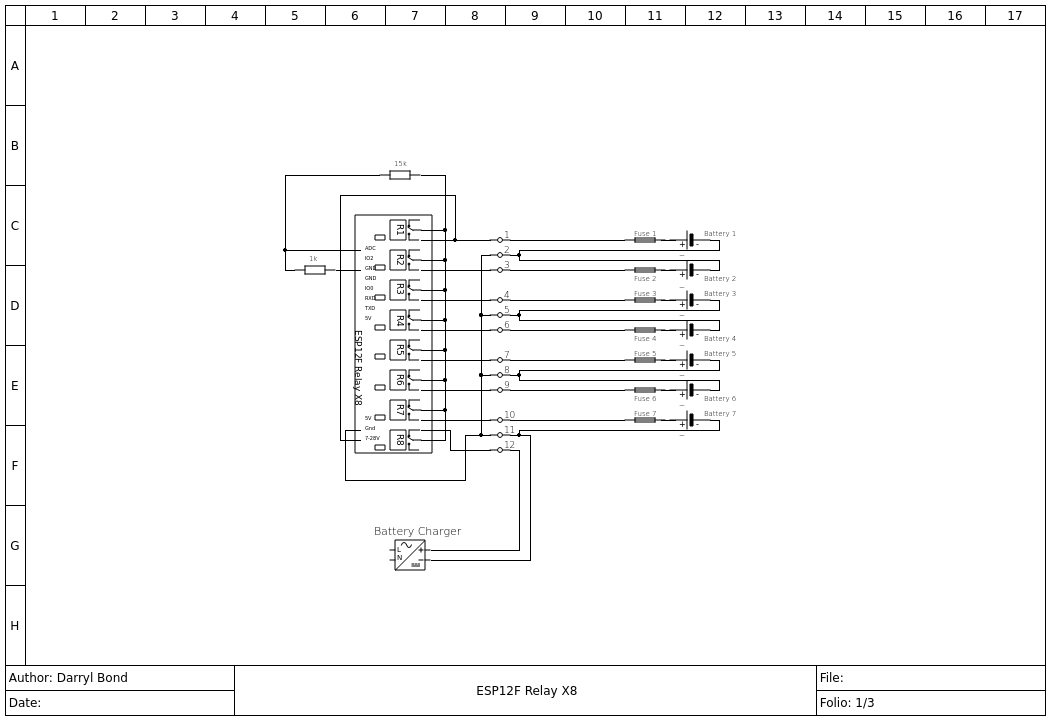 1 2 3 4 5 6 7 8 9 10 11 12 13 14 15 16 17
A
B
C
D
E
F
G
H
15k
1k
ADC
IO2
GND
GND
IO0
RXD
TXD
5V
5V
Gnd
7-28V
ESP12F Relay X8
R1
R2
R3
R4
R5
R6
R7
R8
1
2
3
4
5
6
7
8
9
10
11
12
Fuse 1 + - Battery 1
Fuse 2 + - Battery 2
Fuse 3 + - Battery 3
Fuse 4 + - Battery 4
Fuse 5 + - Battery 5
Fuse 6 + - Battery 6
Fuse 7 + - Battery 7
Battery Charger
L +
N -
Author: Darryl Bond
Date:
ESP12F Relay X8
File:
Folio: 1/3